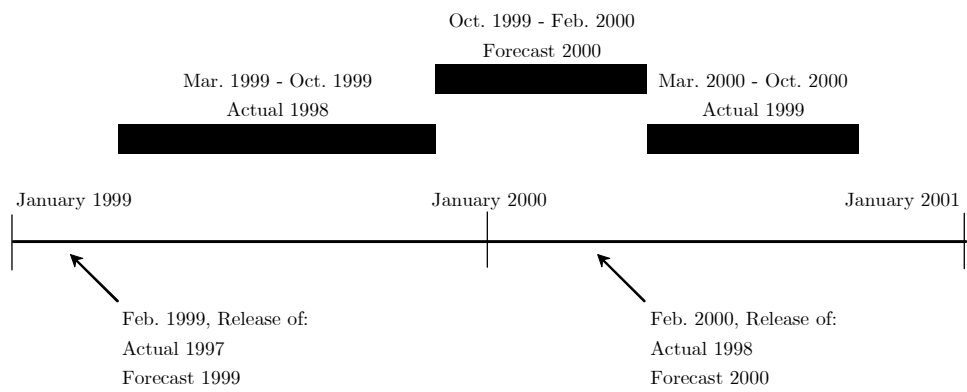 Oct. 1999 - Feb. 2000
Forecast 2000
Mar. 1999 - Oct. 1999
Actual 1998
Mar. 2000 - Oct. 2000
Actual 1999
January 1999
January 2000
January 2001
Feb. 1999, Release of:
Actual 1997
Forecast 1999
Feb. 2000, Release of:
Actual 1998
Forecast 2000